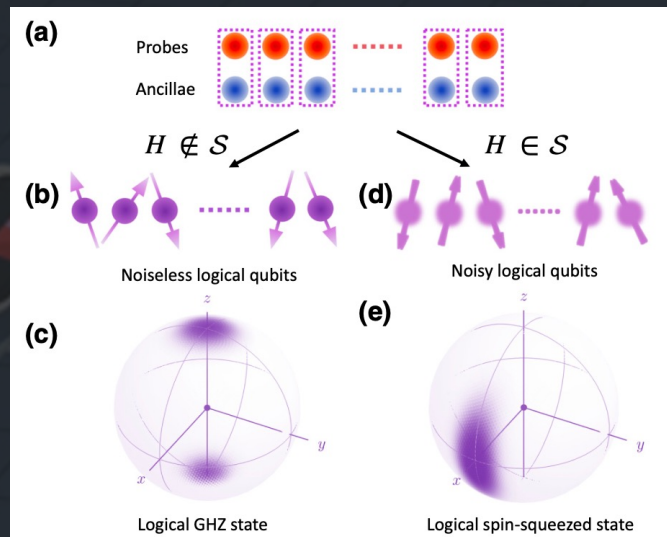 (a)
Probes
Ancillae
H ∉ S
H ∈ S
(b)
(d)
Noiseless logical qubits
Noisy logical qubits
(c)
z
y
x
(e)
z
y
x
Logical GHZ state
Logical spin-squeezed state